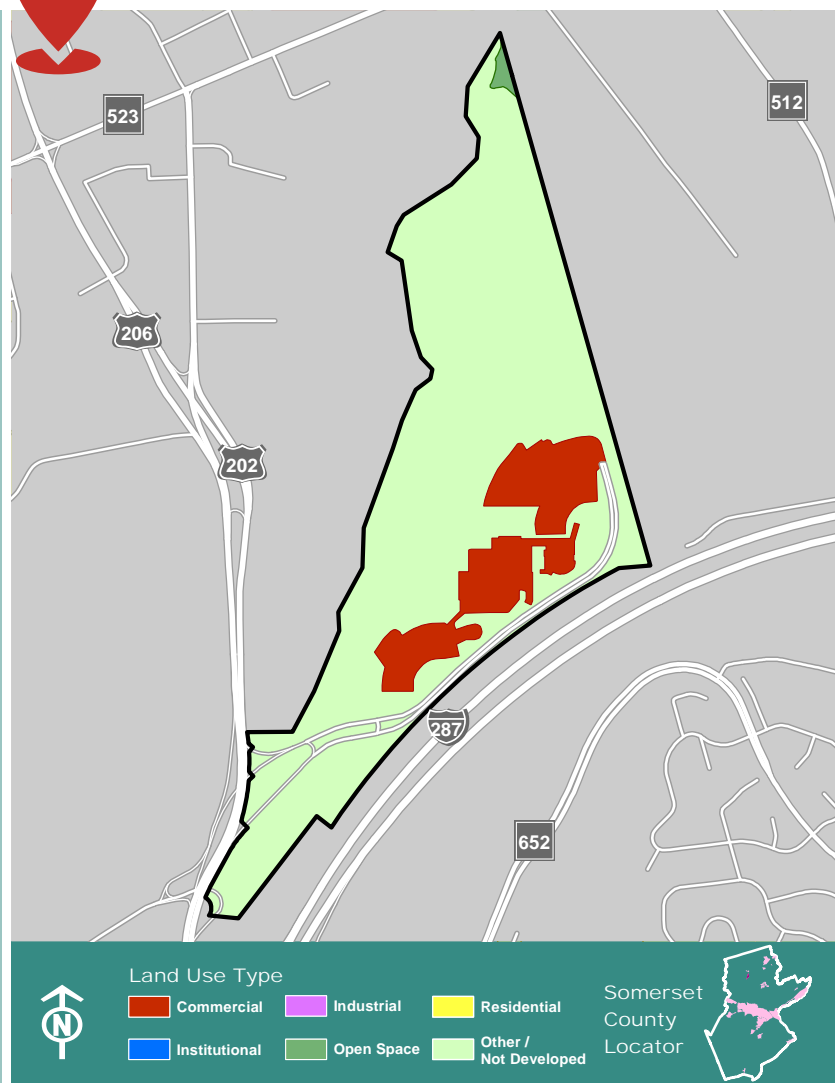 523
512
206
202
287
652
Land Use Type
Commercial
Industrial
Residential
Institutional
Open Space
Other /
Not Developed
Somerset
County
Locator
N